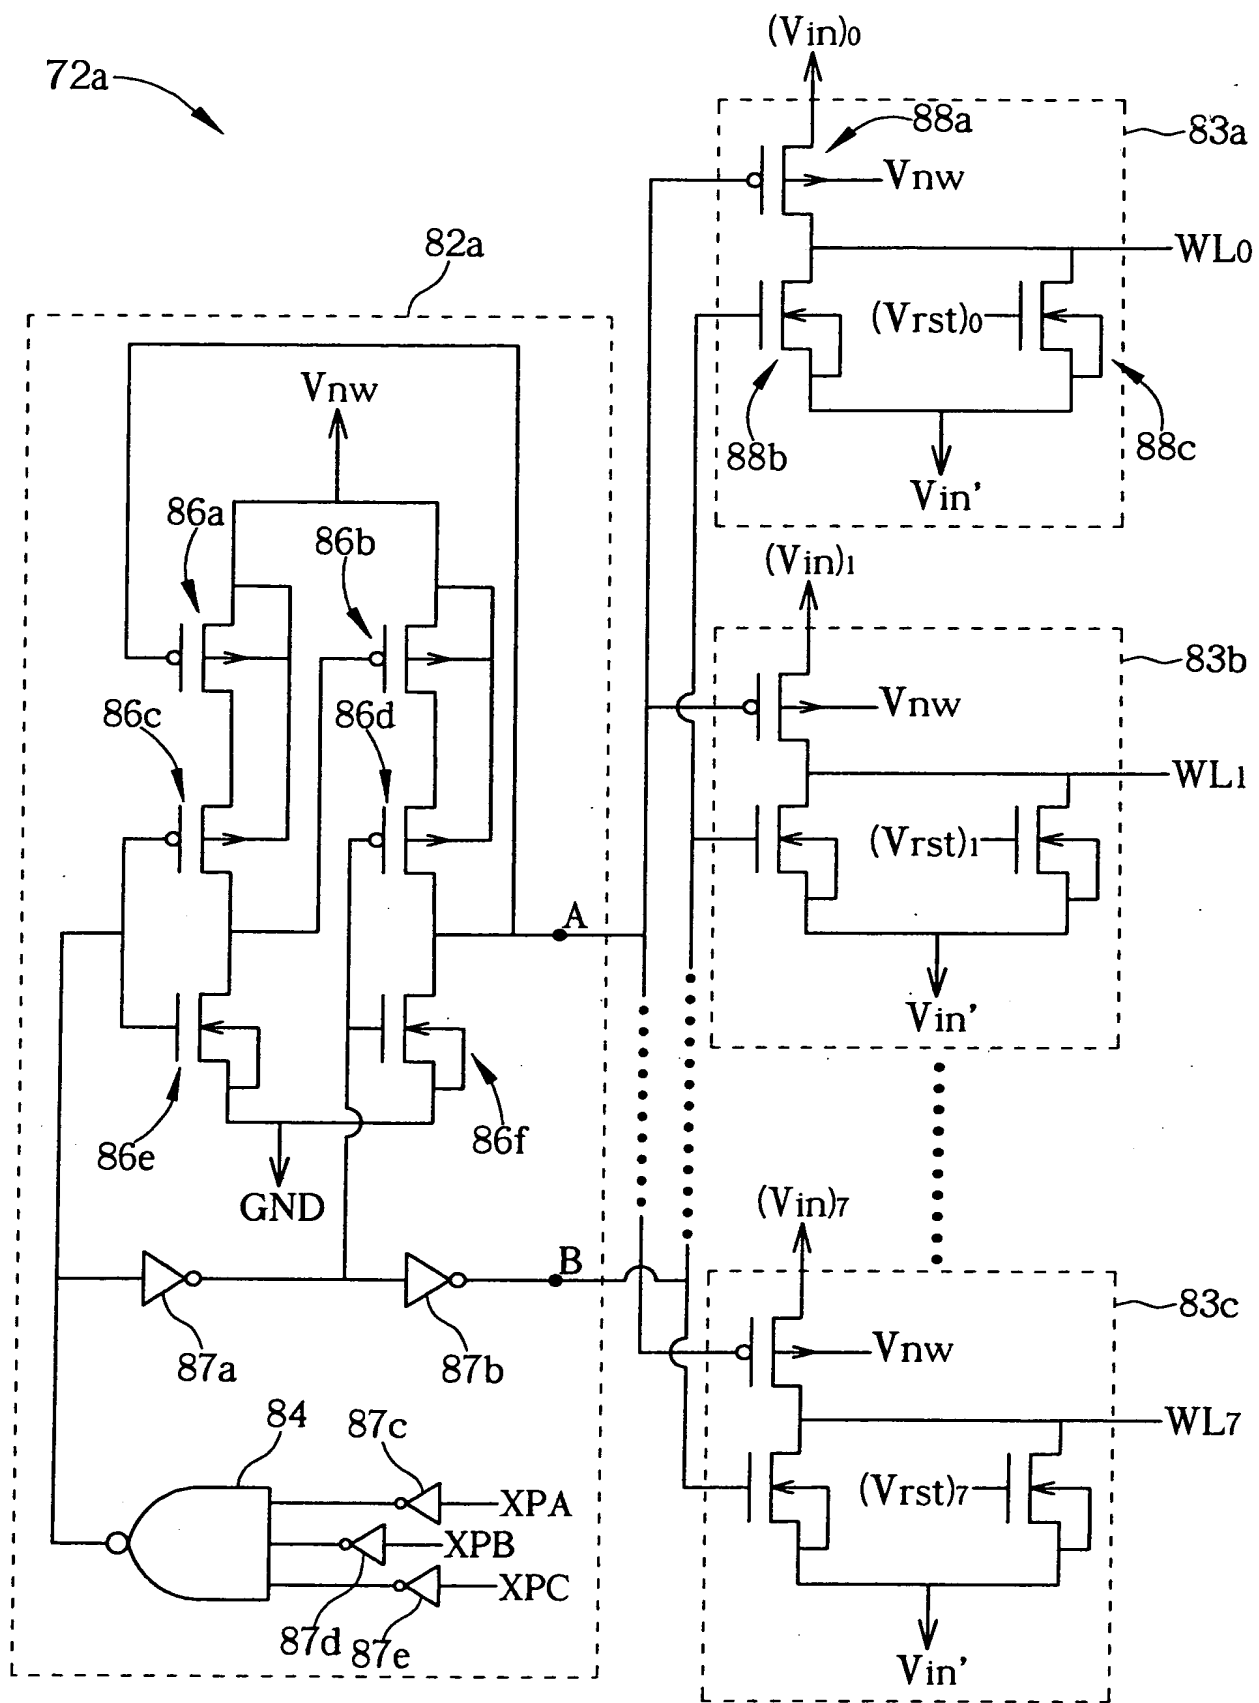 (Vin)0
72a
88a
83a
Vnw
82a
WL0
(Vrst)0
Vnw
88b
88c
Vin'
86a
86b
(Vin)1
83b
86c
86d
Vnw
WL1
(Vrst)1
A
Vin'
86e
86f
GND
(Vin)7
B
83c
87a
87b
Vnw
84
87c
WL7
XPA
(Vrst)7
XPB
XPC
87d
87e
Vin'